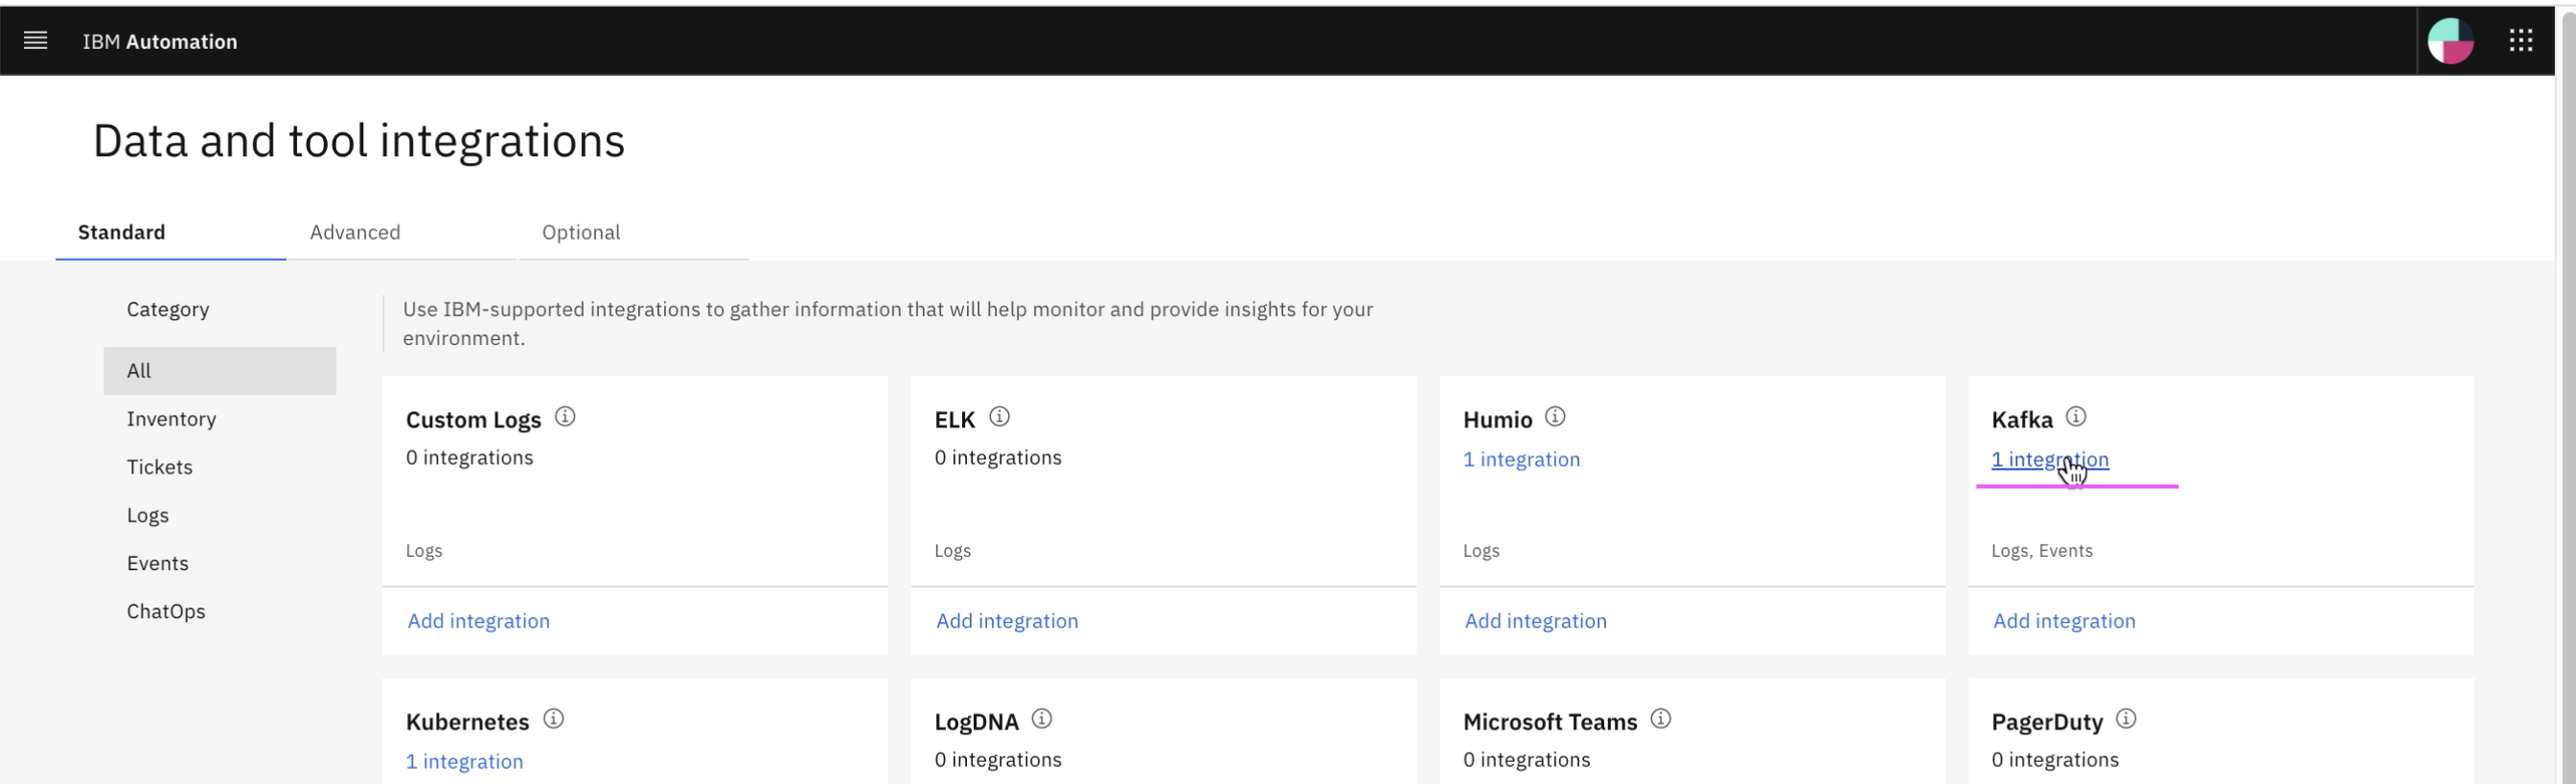 IBM Automation
Data and tool integrations
Standard
Advanced
Optional
Category
All
Inventory
Tickets
Logs
Events
ChatOps
Use IBM-supported integrations to gather information that will help monitor and provide insights for your
environment.
Custom Logs
0 integrations
Logs
Add integration
ELK
0 integrations
Logs
Add integration
Humio
1 integration
Logs
Add integration
Kafka
1 integration
Logs, Events
Add integration
Kubernetes
1 integration
LogDNA
0 integrations
Microsoft Teams
0 integrations
PagerDuty
0 integrations